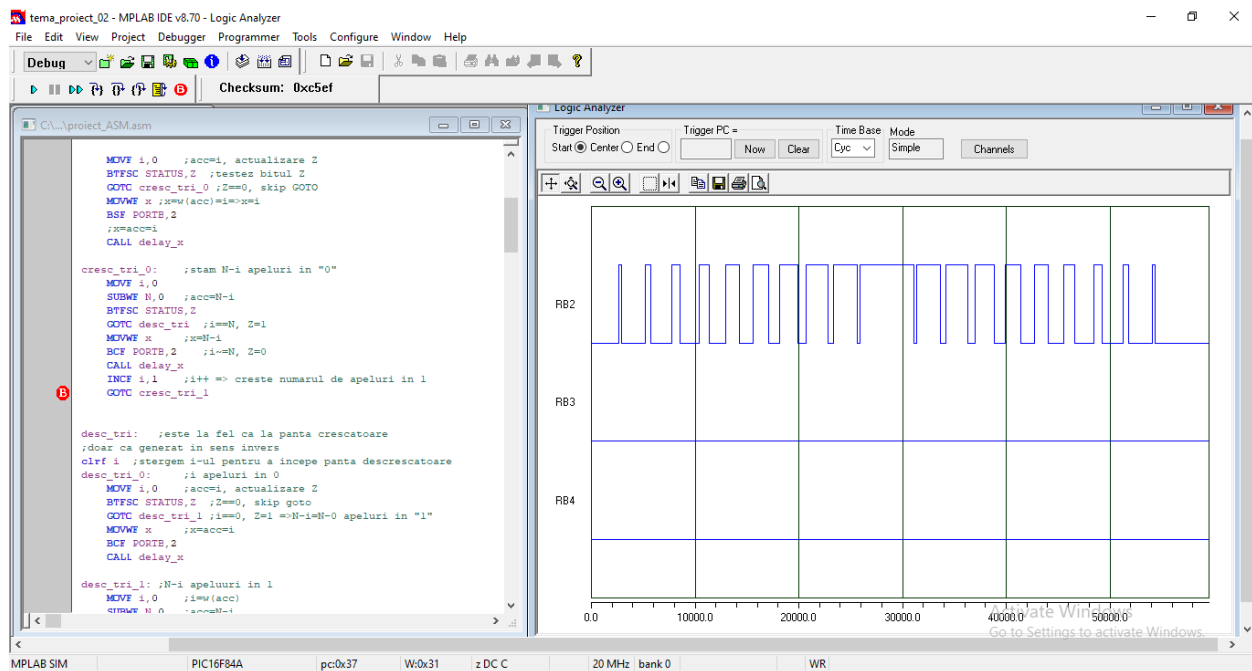 tema_proiect_02 - MPLAB IDE v8.70 - Logic Analyzer
File Edit View Project Debugger Programmer Tools Configure Window Help
Debug
Checksum: 0xc5ef
C:\...\proiect_ASM.asm
MOVF i,0 ;acc=i, actualizare Z
BTFSC STATUS,Z ;testez bitul Z
GOTO cresc_tri_0 ;Z==0, skip GOTO
MOVWF x ;x=w(acc)=i=>x=i
BSF PORTB,2
;x=acc=i
CALL delay_x
cresc_tri_0: ;stam N-i apeluri in "0"
MOVF i,0
SUBWF N,0 ;acc=N-i
BTFSC STATUS,Z
GOTO desc_tri ;i==N, Z=1
MOVWF x ;x=N-i
BCF PORTB,2 ;i~=N, Z=0
CALL delay_x
INCF i,1 ;i++ => creste numarul de apeluri in 1
B
GOTO cresc_tri_1
desc_tri: ;este la fel ca la panta crescatoare
;doar ca generat in sens invers
clrf i ;stergem i-ul pentru a incepe panta descrescatoare
desc_tri_0: ;i apeluri in 0
MOVF i,0 ;acc=i, actualizare Z
BTFSC STATUS,Z ;Z==0, skip goto
GOTO desc_tri_1 ;i==0, Z=1 =>N-i=N-0 apeluri in "1"
MOVWF x ;x=acc=i
BCF PORTB,2
CALL delay_x
desc_tri_1: ;N-i apeluuri in 1
MOVF i,0 ;i=w(acc)
SUBWF N,0 ;acc=N-i
Logic Analyzer
Trigger Position
Start Center End
Trigger PC =
Now Clear
Time Base
Cyc
Mode
Simple
Channels
RB2
RB3
RB4
0.0 10000.0 20000.0 30000.0 40000.0 50000.0
Activate Windows
Go to Settings to activate Windows.
MPLAB SIM PIC16F84A pc:0x37 W:0x31 z DC C 20 MHz bank 0 WR